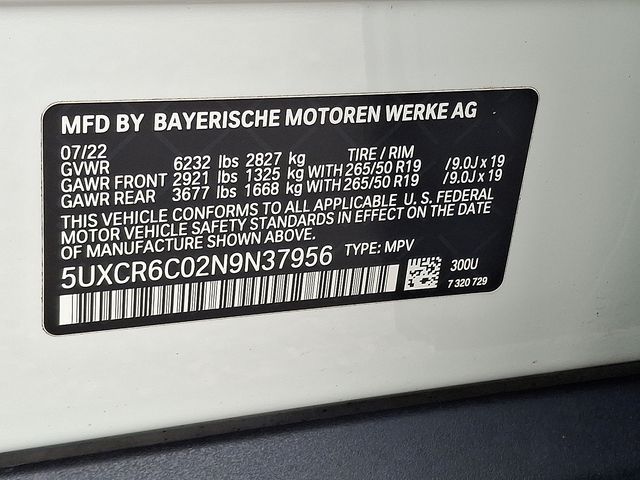 MFD BY BAYERISCHE MOTOREN WERKE AG
07/22 TIRE / RIM
GVWR 6232 lbs 2827 kg
GAWR FRONT 2921 lbs 1325 kg WITH 265/50 R19 /9.0J x 19
GAWR REAR 3677 lbs 1668 kg WITH 265/50 R19 /9.0J x 19
THIS VEHICLE CONFORMS TO ALL APPLICABLE U. S. FEDERAL
MOTOR VEHICLE SAFETY STANDARDS IN EFFECT ON THE DATE
OF MANUFACTURE SHOWN ABOVE.
5UXCR6C02N9N37956 TYPE: MPV
300U
7 320 729